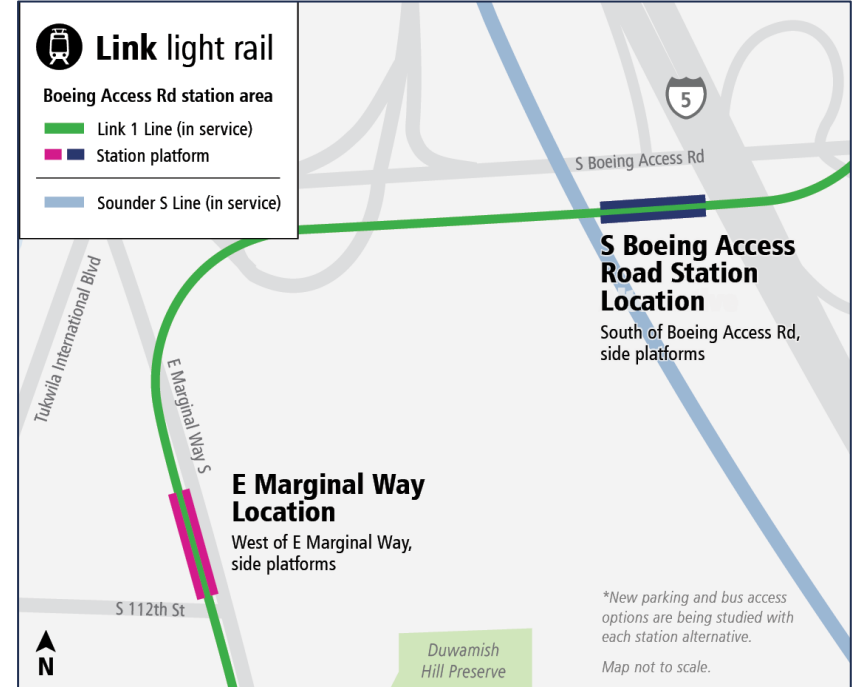 Link light rail
Boeing Access Rd station area
Link 1 Line (in service)
Station platform
Sounder S Line (in service)
5
S Boeing Access Rd
S Boeing Access
Road Station
Location
South of Boeing Access Rd,
side platforms
Tukwila International Blvd
E Marginal Way S
E Marginal Way
Location
West of E Marginal Way,
side platforms
S 112th St
N
Duwamish
Hill Preserve
*New parking and bus access
options are being studied with
each station alternative.
Map not to scale.